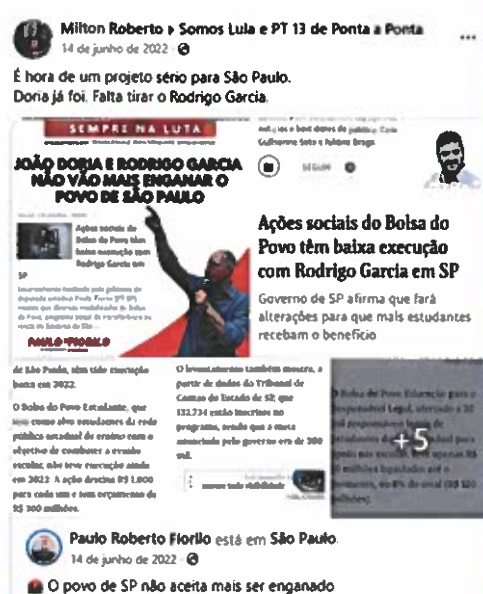 Milton Roberto ▸ Somos Lula e PT 13 de Ponta a Ponta
14 de junho de 2022
É hora de um projeto sério para São Paulo.
Doria já foi. Falta tirar o Rodrigo Garcia.
SEMPRE NA LUTA
JOÃO DORIA E RODRIGO GARCIA
NÃO VÃO MAIS ENGANAR O
POVO DE SÃO PAULO
Ações sociais do
Bolsa do Povo têm
baixa execução com
Rodrigo Garcia em
SP
PAULO FIORILO
SEGUIR
Ações sociais do Bolsa do
Povo têm baixa execução
com Rodrigo Garcia em SP
Governo de SP afirma que fará
alterações para que mais estudantes
recebam o benefício
de São Paulo, têm tido execução
baixa em 2022.
O Bolsa do Povo Estudante, que
tem como alvo estudantes da rede
pública estadual de ensino com o
objetivo de combater a evasão
escolar, não teve execução ainda
em 2022. A ação destina R$ 1.000
para cada um e tem orçamento de
R$ 300 milhões.
O levantamento também mostra, a
partir de dados do Tribunal de
Contas do Estado de SP, que
estão inscritos no
programa, sendo que a meta
anunciada pelo governo era de 300
mil.
O Bolsa do Povo Educação para o
+5
Paulo Roberto Fiorilo está em São Paulo.
14 de junho de 2022
O povo de SP não aceita mais ser enganado